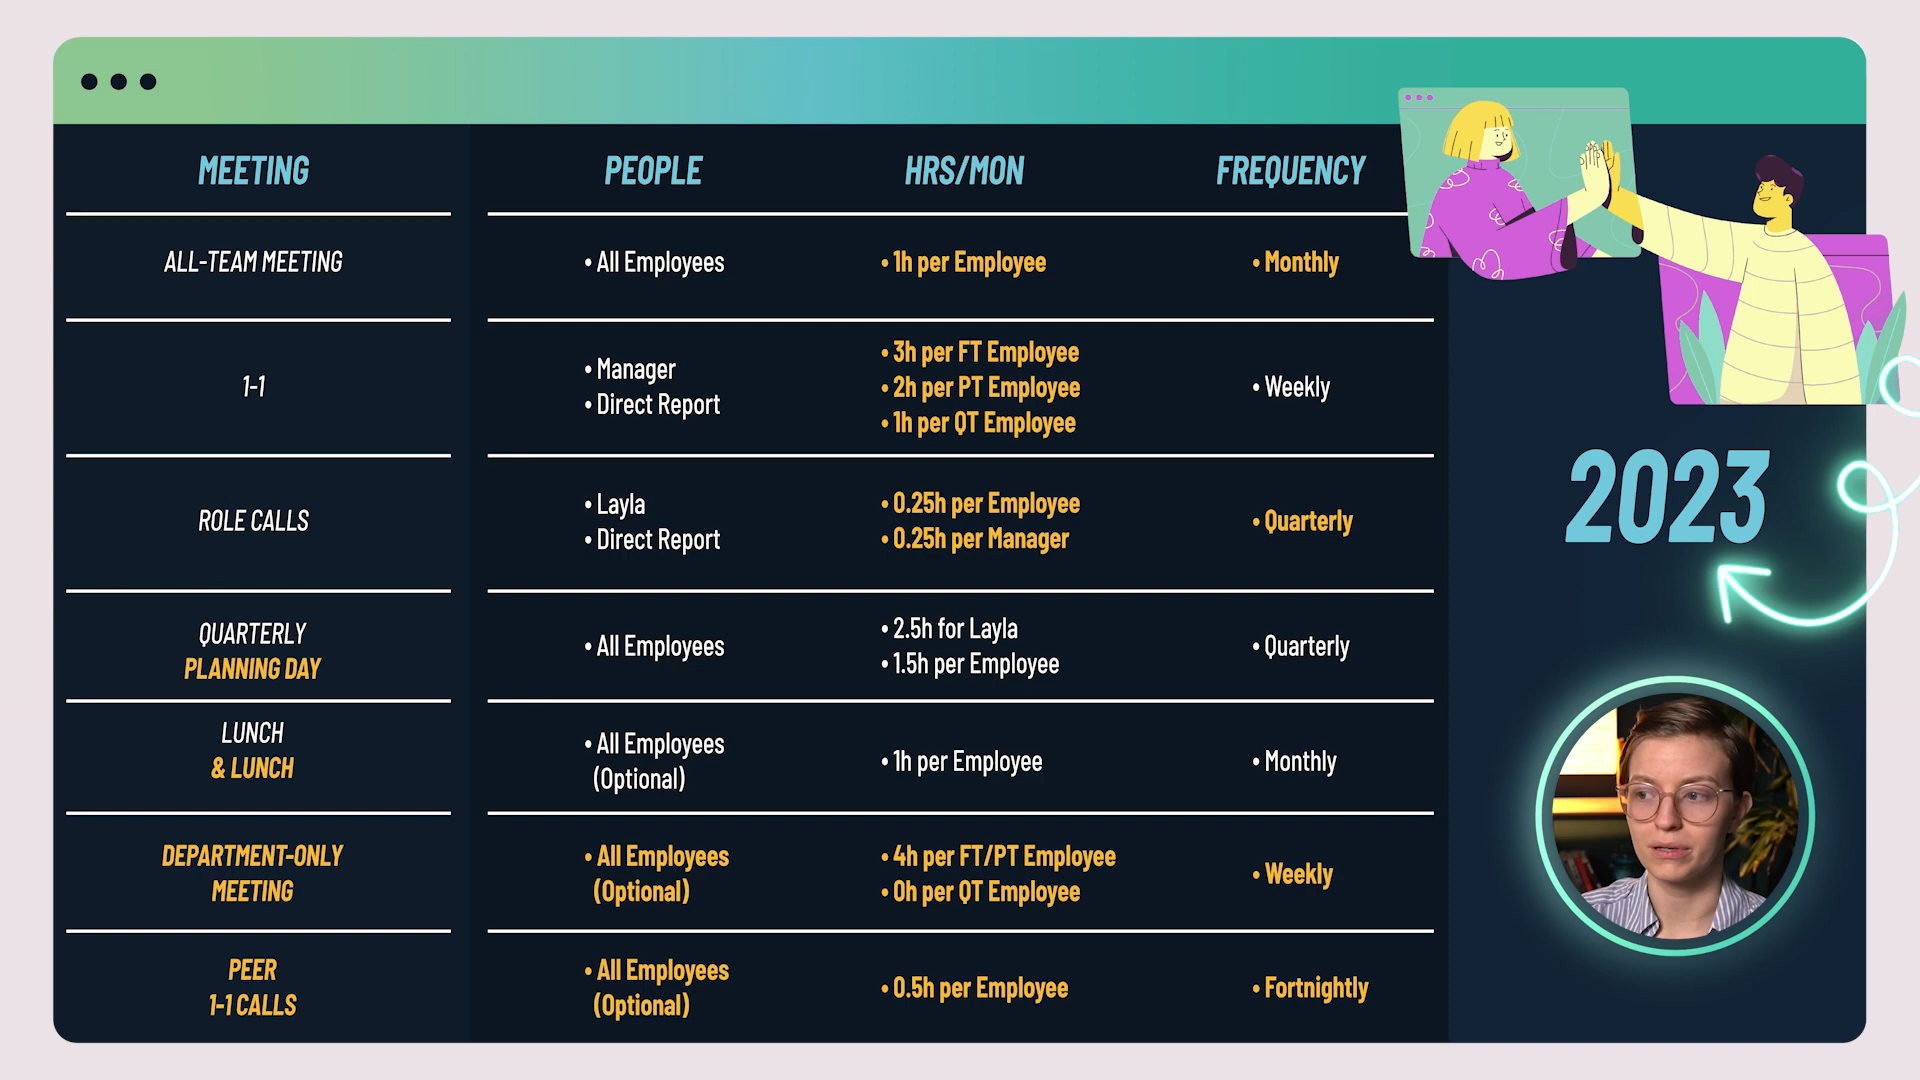 MEETING
PEOPLE
HRS/MON
FREQUENCY
ALL-TEAM MEETING
• All Employees
• 1h per Employee
• Monthly
1-1
• Manager
• Direct Report
• 3h per FT Employee
• 2h per PT Employee
• 1h per QT Employee
• Weekly
ROLE CALLS
• Layla
• Direct Report
• 0.25h per Employee
• 0.25h per Manager
• Quarterly
QUARTERLY
PLANNING DAY
• All Employees
• 2.5h for Layla
• 1.5h per Employee
• Quarterly
LUNCH
& LUNCH
• All Employees
(Optional)
• 1h per Employee
• Monthly
DEPARTMENT-ONLY
MEETING
• All Employees
(Optional)
• 4h per FT/PT Employee
• 0h per QT Employee
• Weekly
PEER
1-1 CALLS
• All Employees
(Optional)
• 0.5h per Employee
• Fortnightly
2023